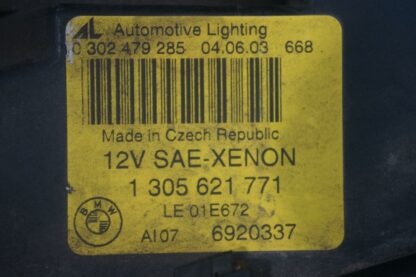 AL Automotive Lighting
0 302 479 285 04.06.03 668
Made in Czech Republic
12V SAE-XENON
1 305 621 771
LE 01E672
BMW
AI07 6920337